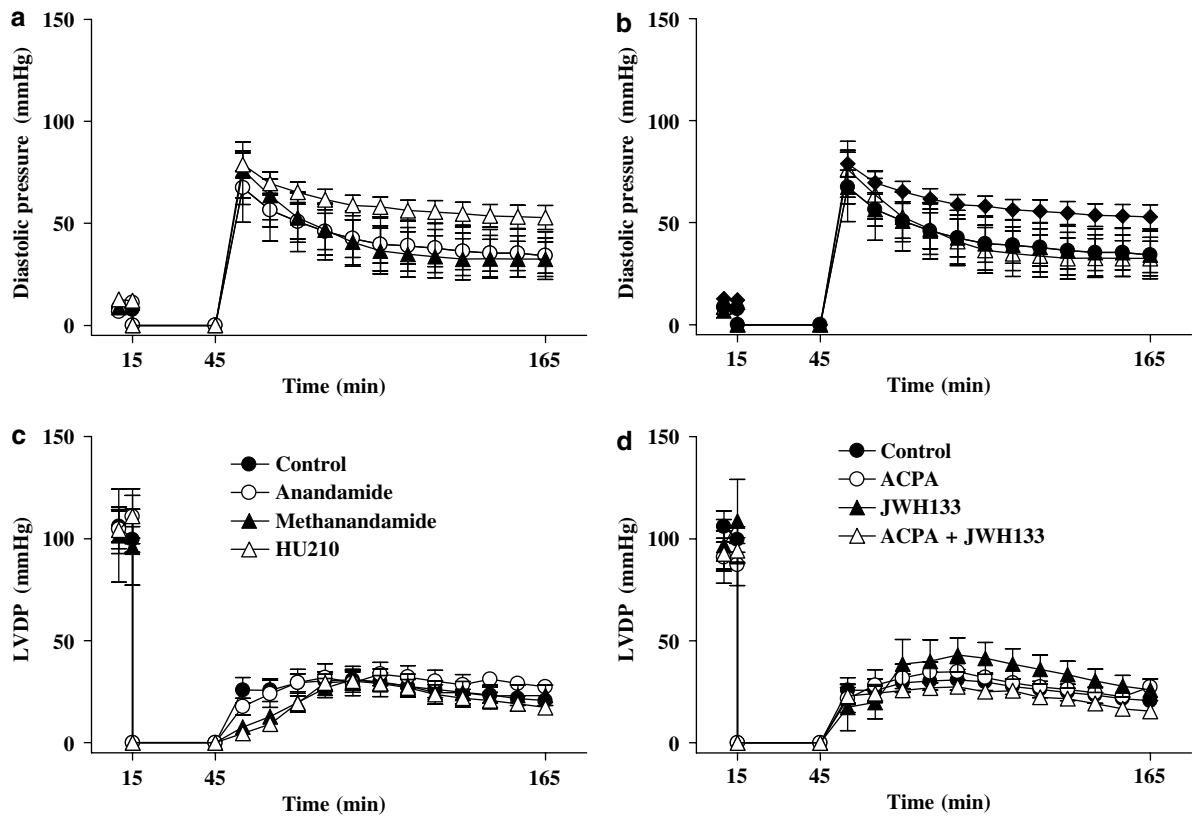 a
150
100
50
0
Diastolic pressure (mmHg)
15
45
165
Time (min)
b
150
100
50
0
Diastolic pressure (mmHg)
15
45
165
Time (min)
c
150
100
50
0
LVDP (mmHg)
Control
Anandamide
Methanandamide
HU210
15
45
165
Time (min)
d
150
100
50
0
LVDP (mmHg)
Control
ACPA
JWH133
ACPA + JWH133
15
45
165
Time (min)